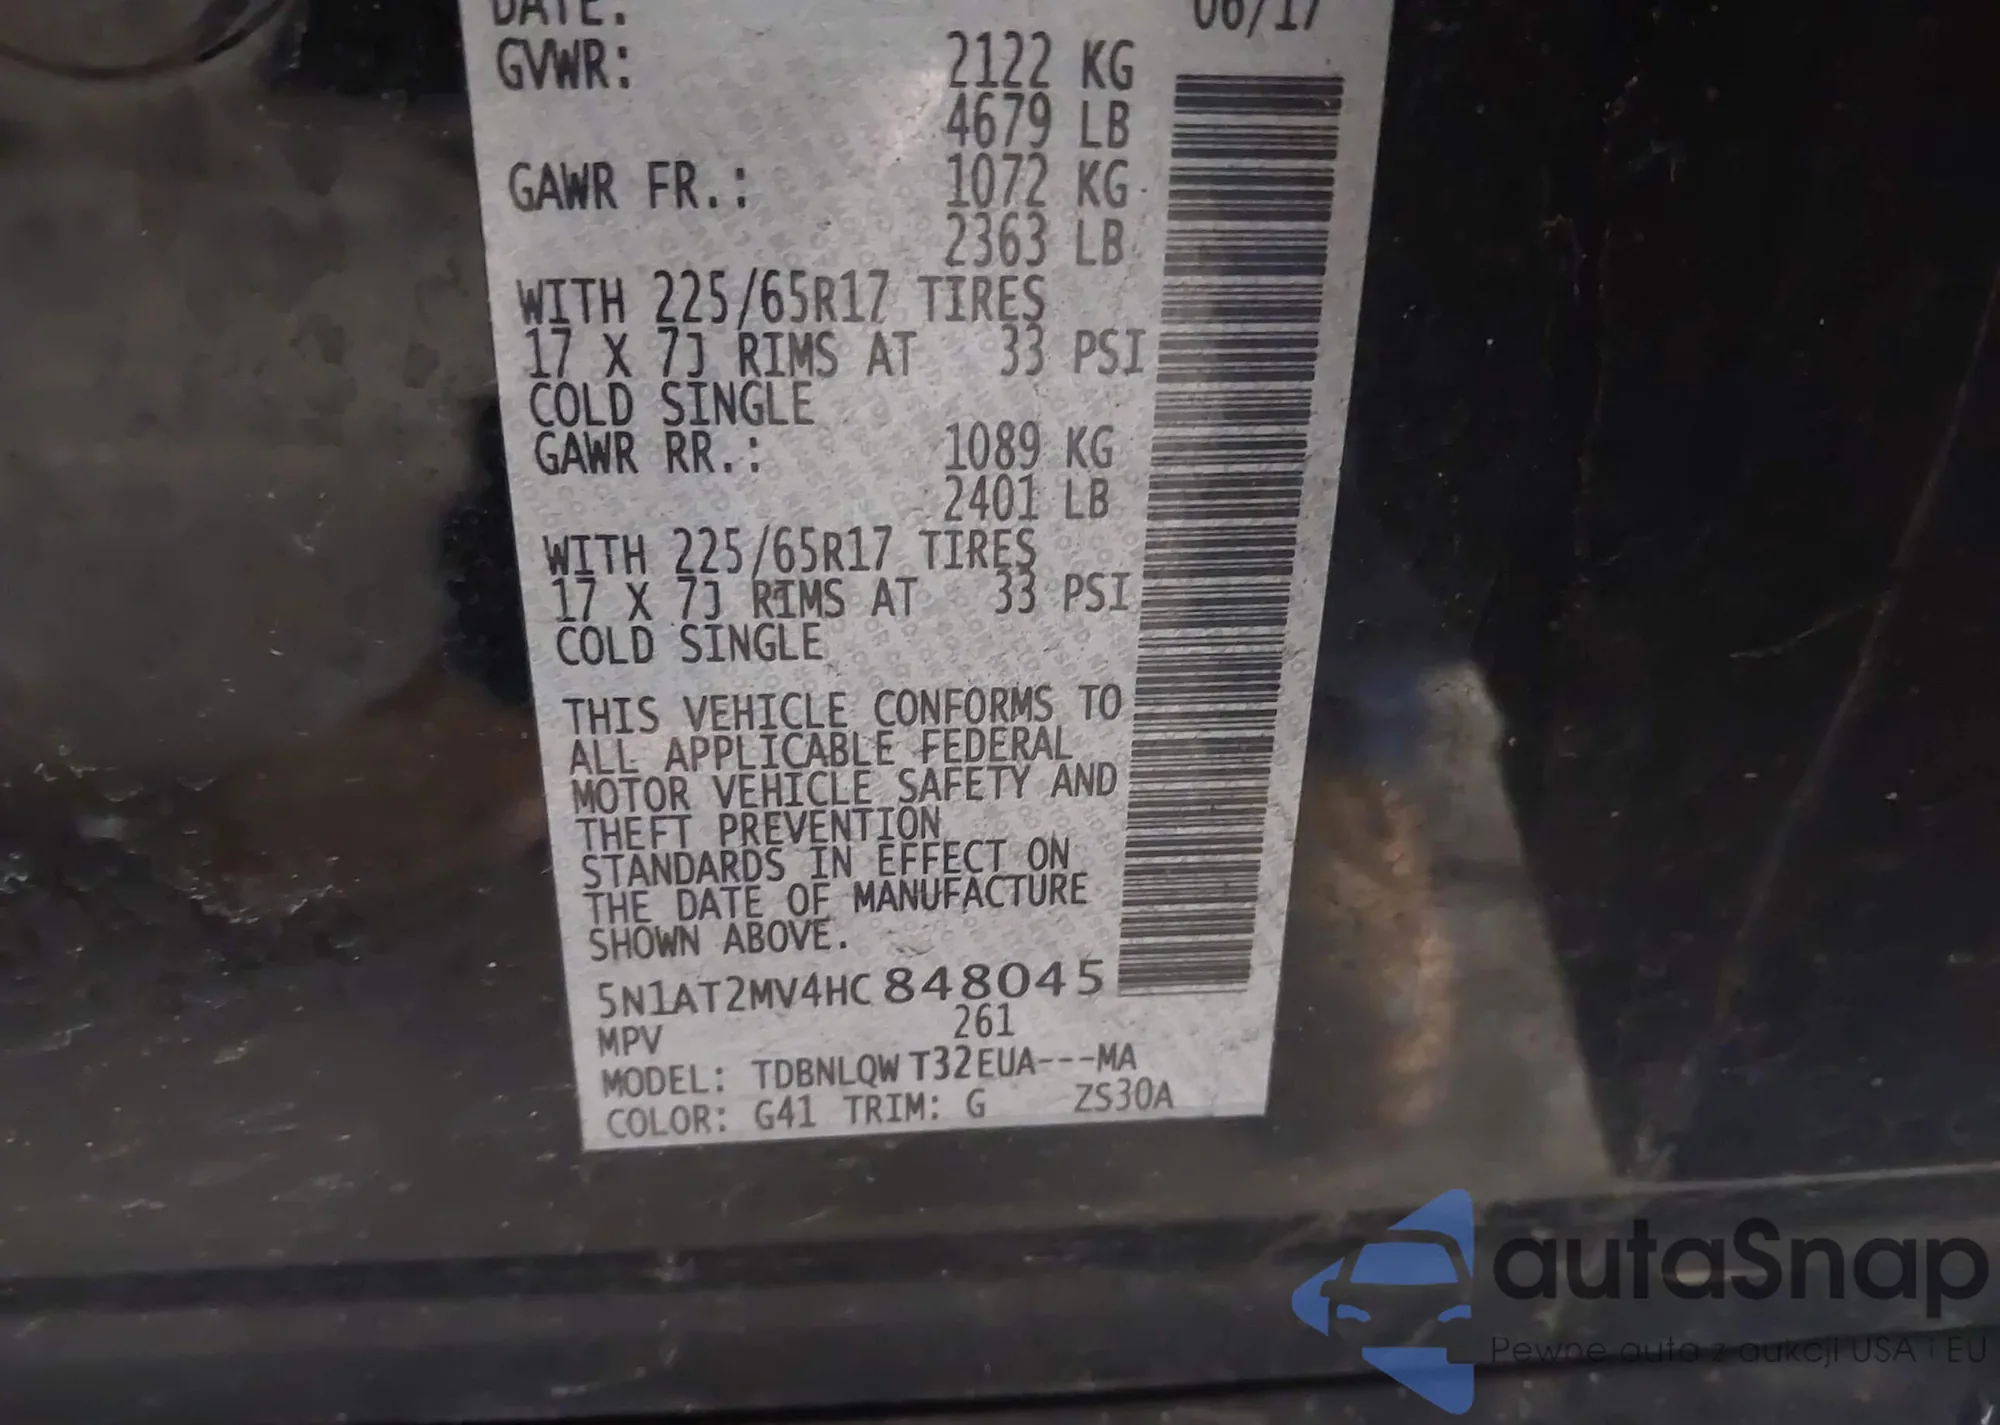 DATE: 06/17
GVWR: 2122 KG
4679 LB
GAWR FR.: 1072 KG
2363 LB
WITH 225/65R17 TIRES
17 X 7J RIMS AT 33 PSI
COLD SINGLE
GAWR RR.: 1089 KG
2401 LB
WITH 225/65R17 TIRES
17 X 7J RIMS AT 33 PSI
COLD SINGLE
THIS VEHICLE CONFORMS TO
ALL APPLICABLE FEDERAL
MOTOR VEHICLE SAFETY AND
THEFT PREVENTION
STANDARDS IN EFFECT ON
THE DATE OF MANUFACTURE
SHOWN ABOVE.
5N1AT2MV4HC848045
MPV 261
MODEL: TDBNLQW T32EUA---MA
COLOR: G41 TRIM: G ZS30A
autaSnap
Pewne auta z aukcji USA i EU